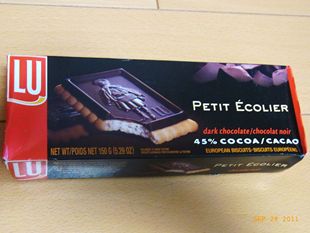 LU
PETIT ÉCOLIER
dark chocolate/chocolat noir
45% COCOA/CACAO
EUROPEAN BISCUITS·BISCUITS EUROPÉENS
NET WT/POIDS NET 150 G (5.29 OZ)
LU
PETIT ÉCOLIER
SEP 29 2011